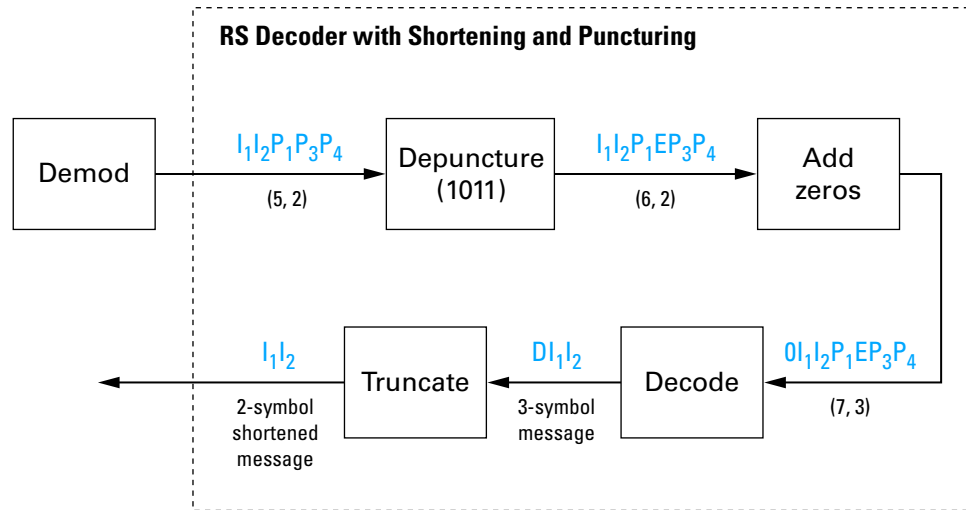 RS Decoder with Shortening and Puncturing
Demod
I₁I₂P₁P₃P₄
(5, 2)
Depuncture
(1011)
I₁I₂P₁EP₃P₄
(6, 2)
Add
zeros
0I₁I₂P₁EP₃P₄
(7, 3)
Decode
DI₁I₂
3-symbol
message
Truncate
I₁I₂
2-symbol
shortened
message